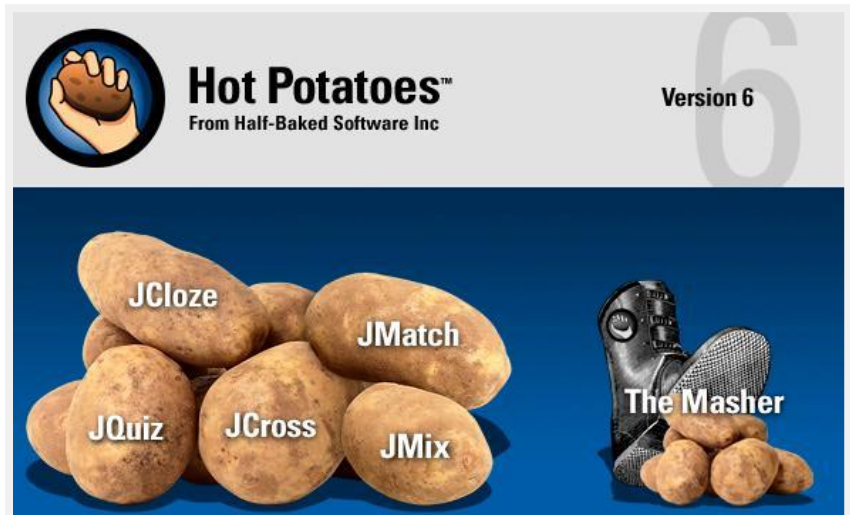 Hot Potatoes™
From Half-Baked Software Inc
Version 6
6
JCloze
JMatch
JQuiz
JCross
JMix
The Masher